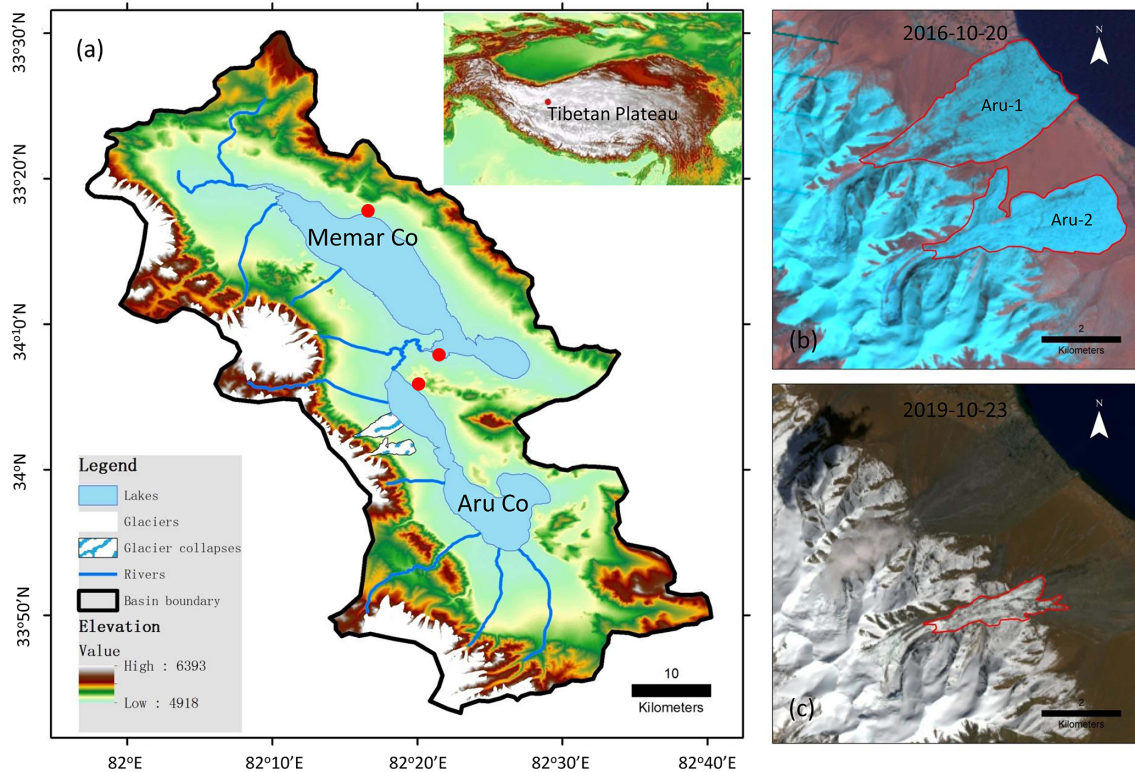 (a)
Tibetan Plateau
Memar Co
Aru Co
33°30′N
33°20′N
34°10′N
34°N
33°50′N
82°E
82°10′E
82°20′E
82°30′E
82°40′E
Legend
Lakes
Glaciers
Glacier collapses
Rivers
Basin boundary
Elevation
Value
High : 6393
Low : 4918
10
Kilometers
2016-10-20
N
Aru-1
Aru-2
(b)
2
Kilometers
2019-10-23
N
(c)
2
Kilometers